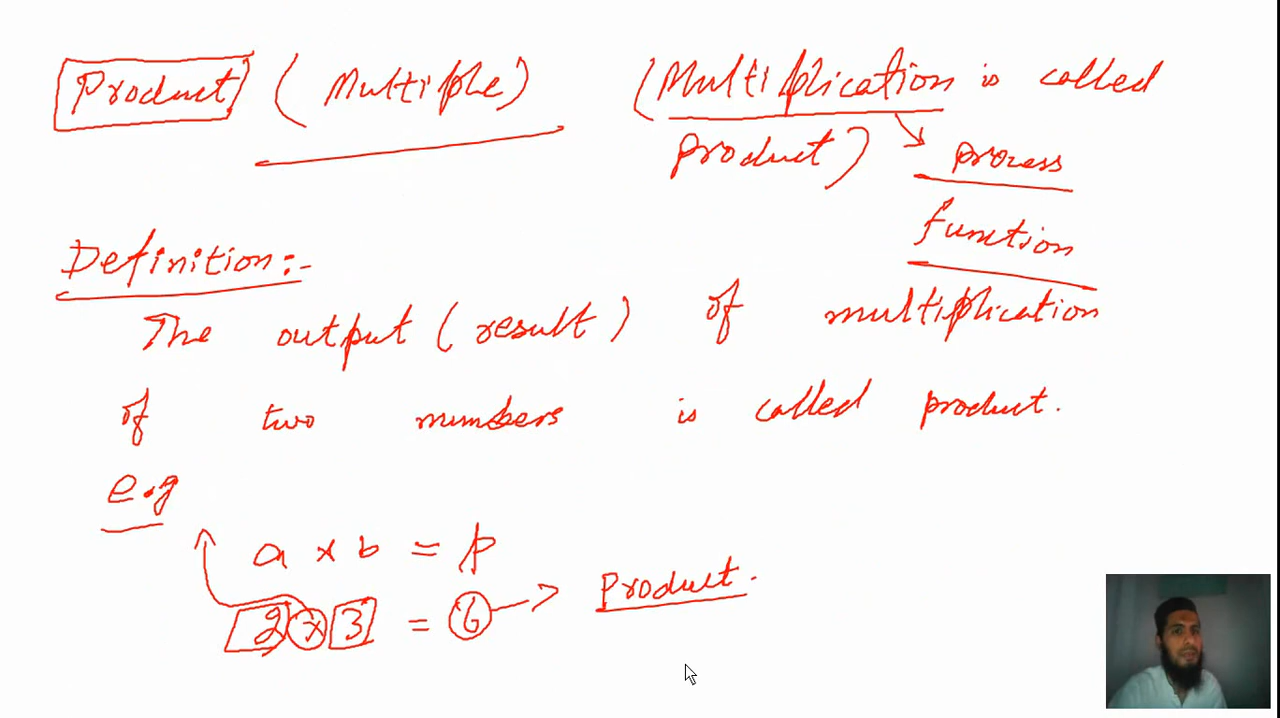 Product (Multiple) (Multiplication is called
product) process
function
Definition:-
The output (result) of multiplication
of two numbers is called product.
e.g
a x b = p
2 x 3 = 6 Product.